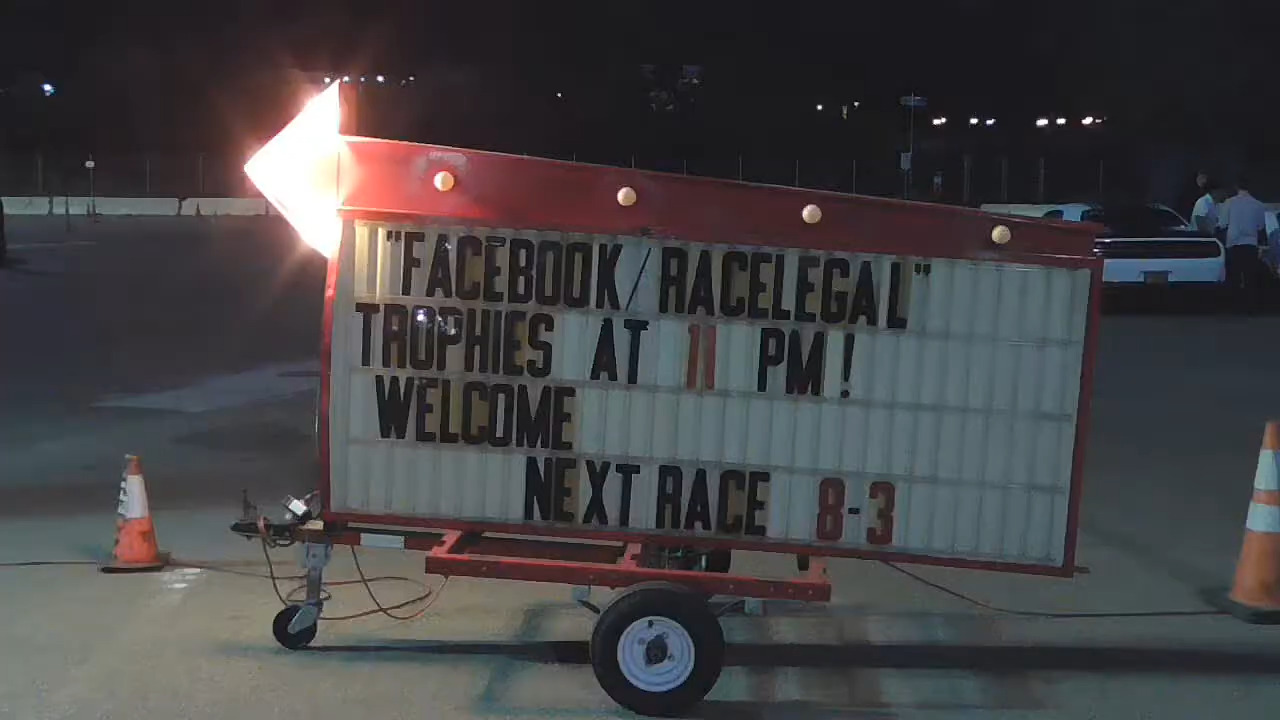 "FACEBOOK/RACELEGAL"
TROPHIES AT 11 PM!
WELCOME
NEXT RACE 8-3